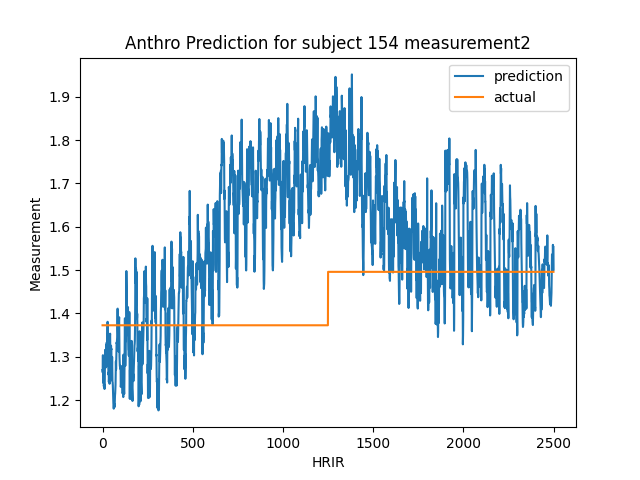 Anthro Prediction for subject 154 measurement2
prediction
actual
Measurement
1.9
1.8
1.7
1.6
1.5
1.4
1.3
1.2
0
500
1000
1500
2000
2500
HRIR